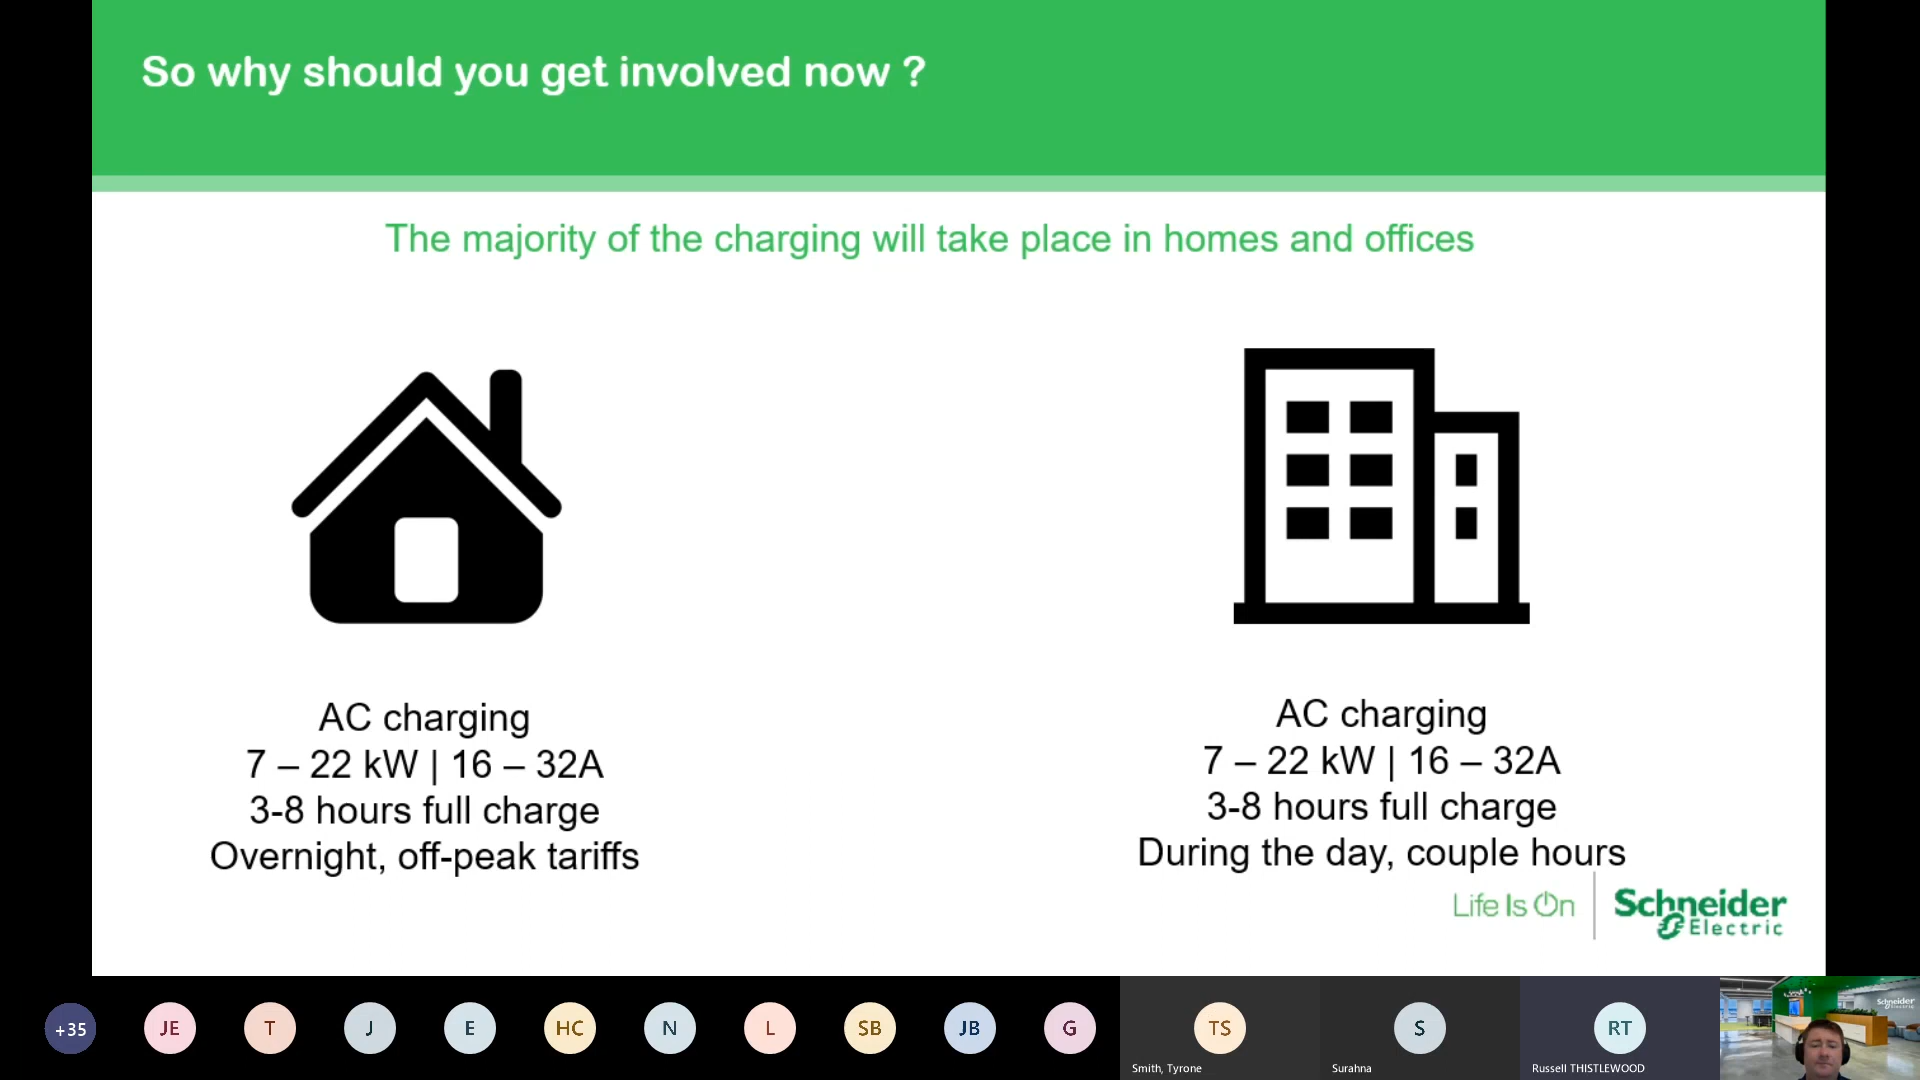 So why should you get involved now ?
The majority of the charging will take place in homes and offices
AC charging
7 – 22 kW | 16 – 32A
3-8 hours full charge
Overnight, off-peak tariffs
AC charging
7 – 22 kW | 16 – 32A
3-8 hours full charge
During the day, couple hours
Life Is On
Schneider
Electric
+35
JE
T
J
E
HC
N
L
SB
JB
G
TS
Smith, Tyrone
S
Surahna
RT
Russell THISTLEWOOD
Schneider
Electric